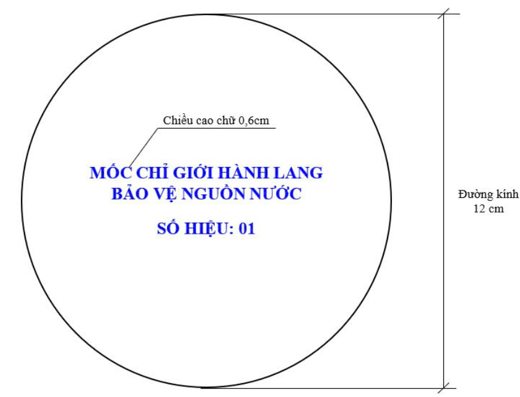 Chiều cao chữ 0,6cm
MỐC CHỈ GIỚI HÀNH LANG
BẢO VỆ NGUỒN NƯỚC
SỐ HIỆU: 01
Đường kính
12 cm